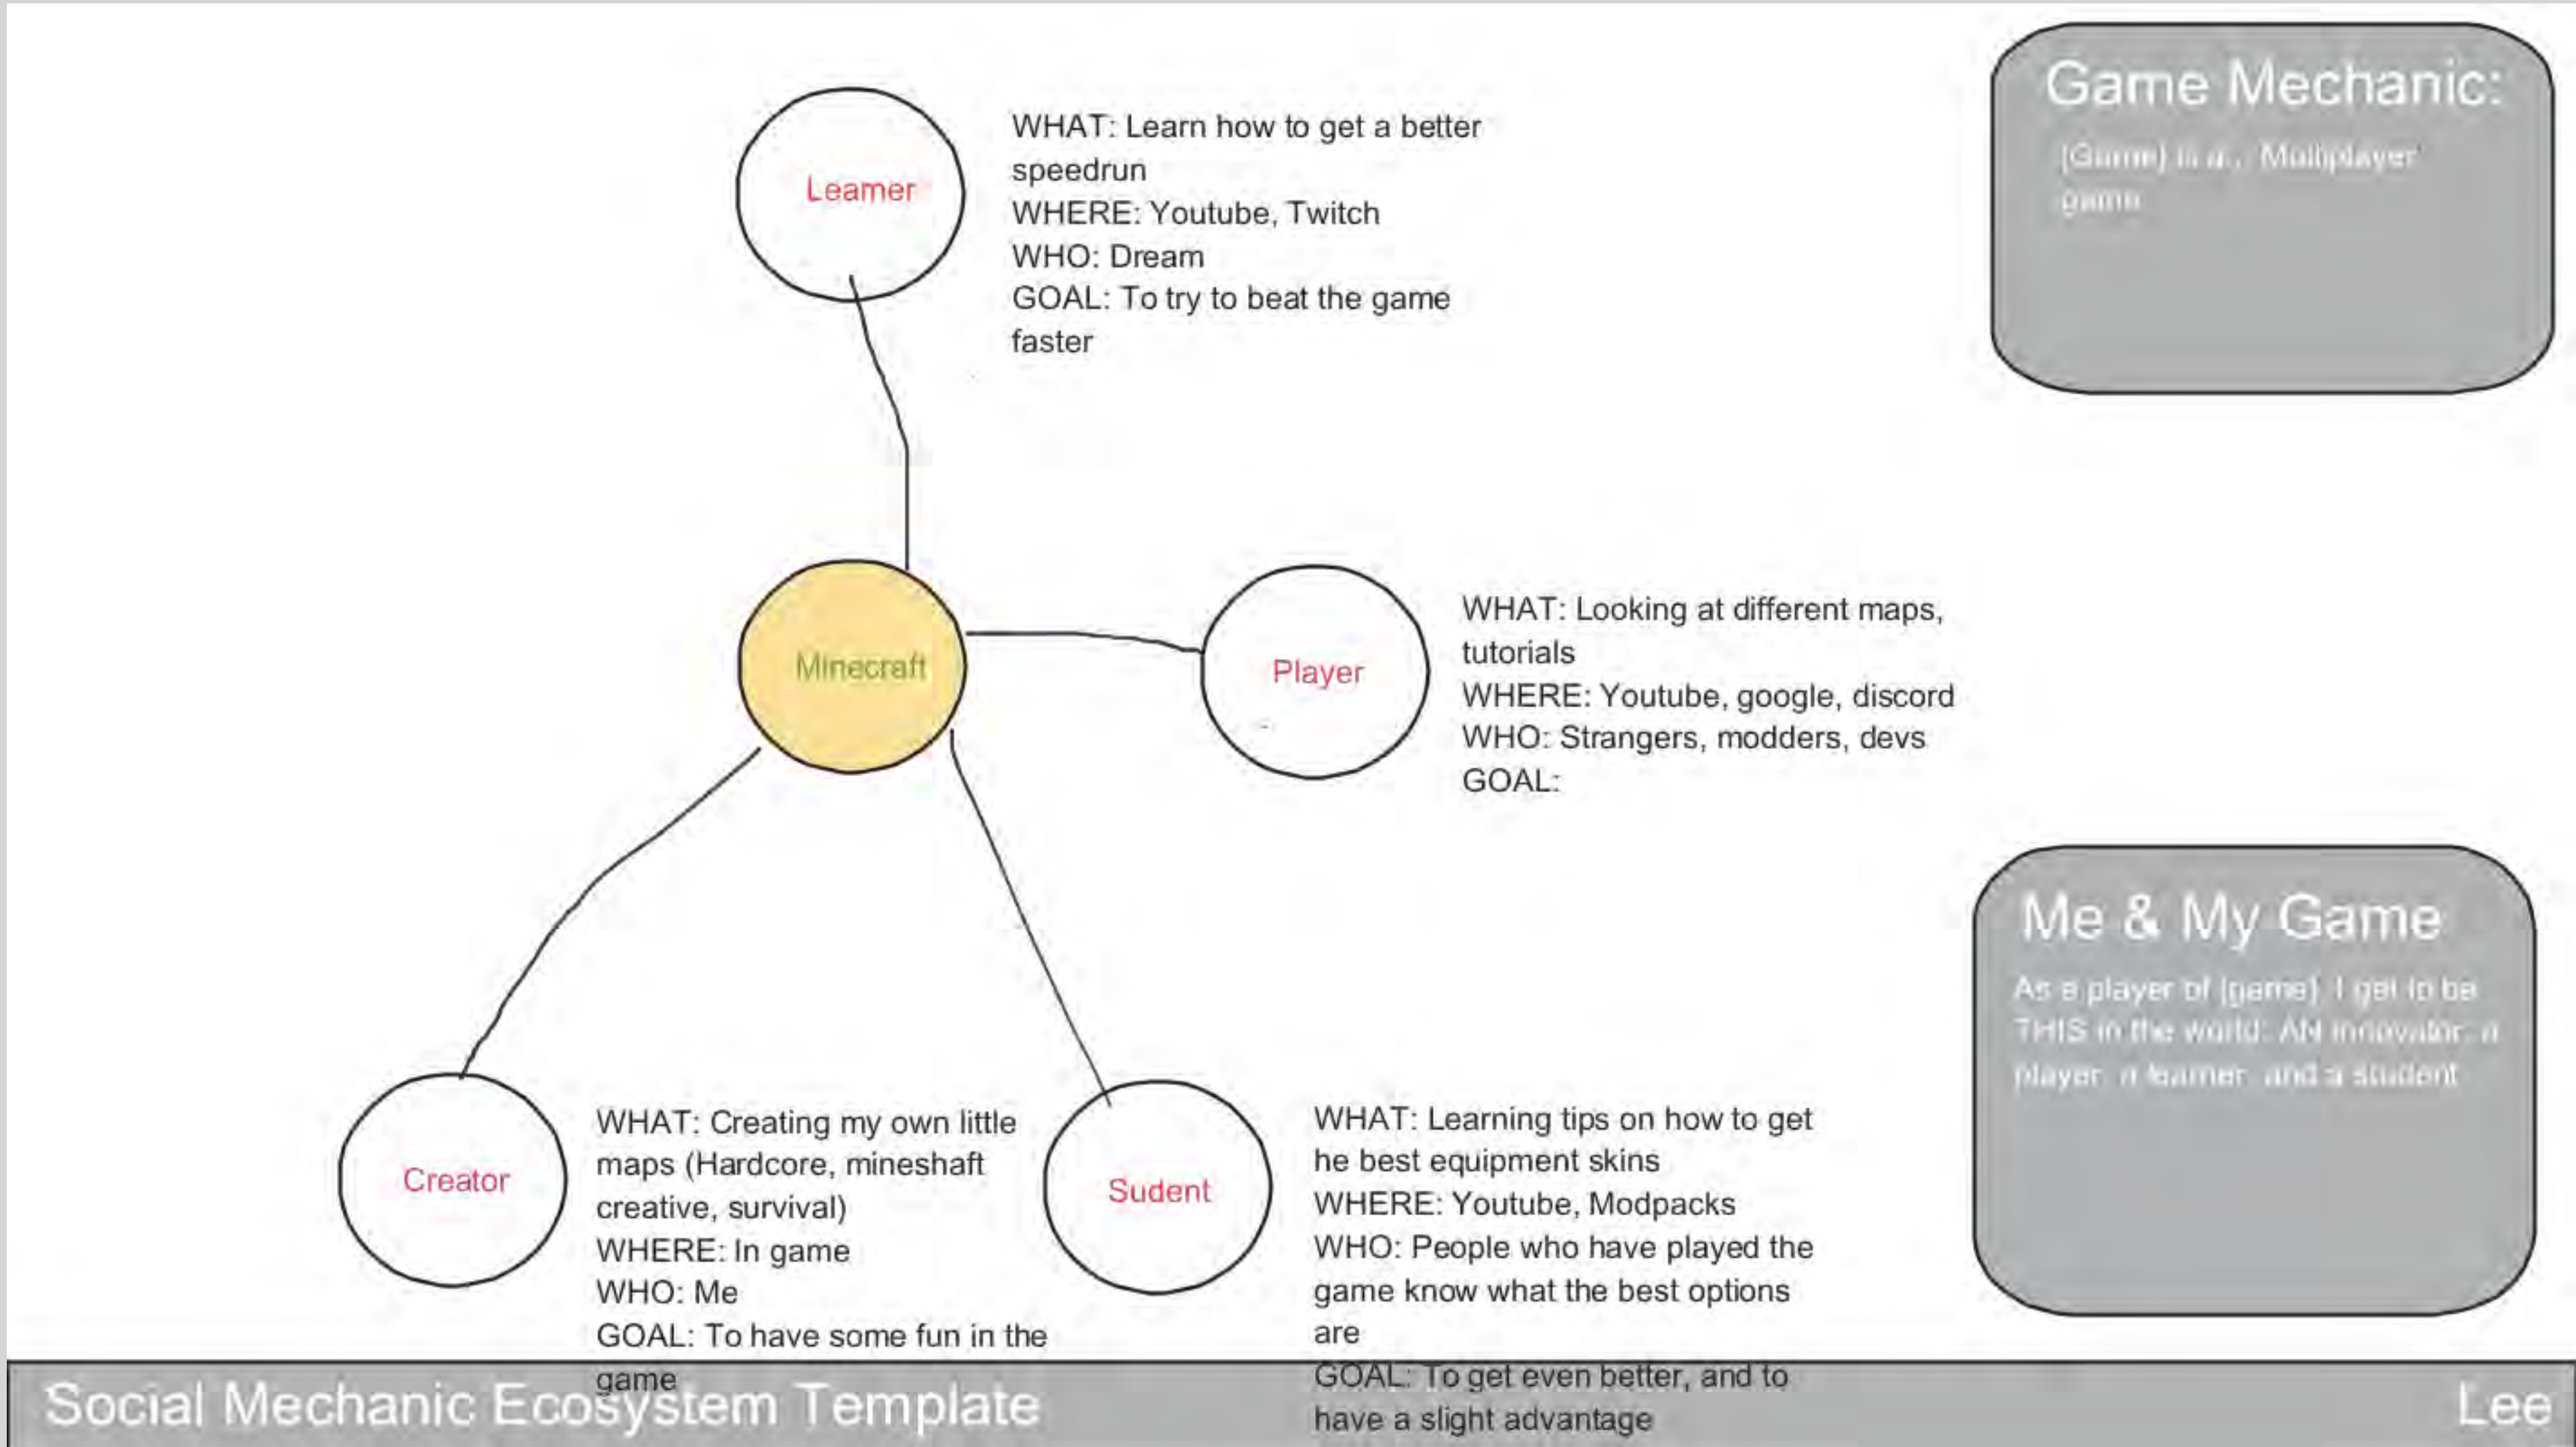 Game Mechanic:
[Game] is a... Multiplayer
game
Learner
WHAT: Learn how to get a better
speedrun
WHERE: Youtube, Twitch
WHO: Dream
GOAL: To try to beat the game
faster
Minecraft
Player
WHAT: Looking at different maps,
tutorials
WHERE: Youtube, google, discord
WHO: Strangers, modders, devs
GOAL:
Me & My Game
As a player of [game], I get to be
THIS in the world: AN innovator, a
player, a learner, and a student
Creator
WHAT: Creating my own little
maps (Hardcore, mineshaft
creative, survival)
WHERE: In game
WHO: Me
GOAL: To have some fun in the
game
Sudent
WHAT: Learning tips on how to get
he best equipment skins
WHERE: Youtube, Modpacks
WHO: People who have played the
game know what the best options
are
GOAL: To get even better, and to
have a slight advantage
Social Mechanic Ecosystem Template
Lee